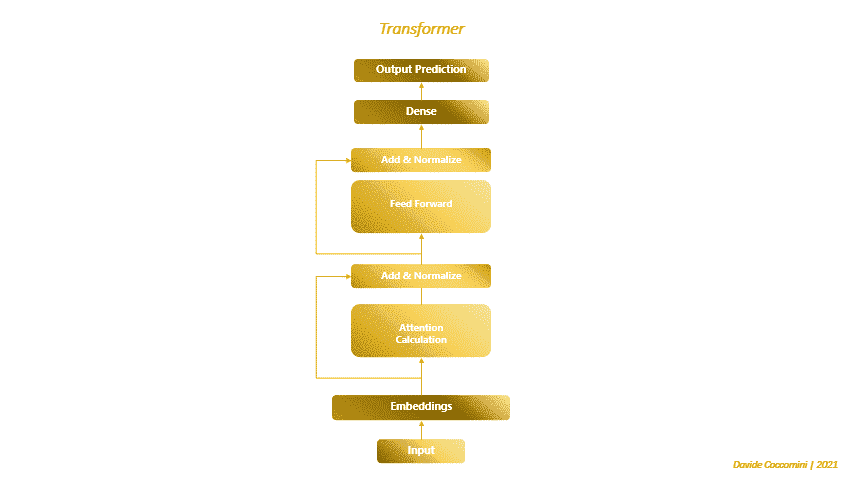 Transformer
Output Prediction
Dense
Add & Normalize
Feed Forward
Add & Normalize
Attention
Calculation
Embeddings
Input
Davide Coccomini | 2021